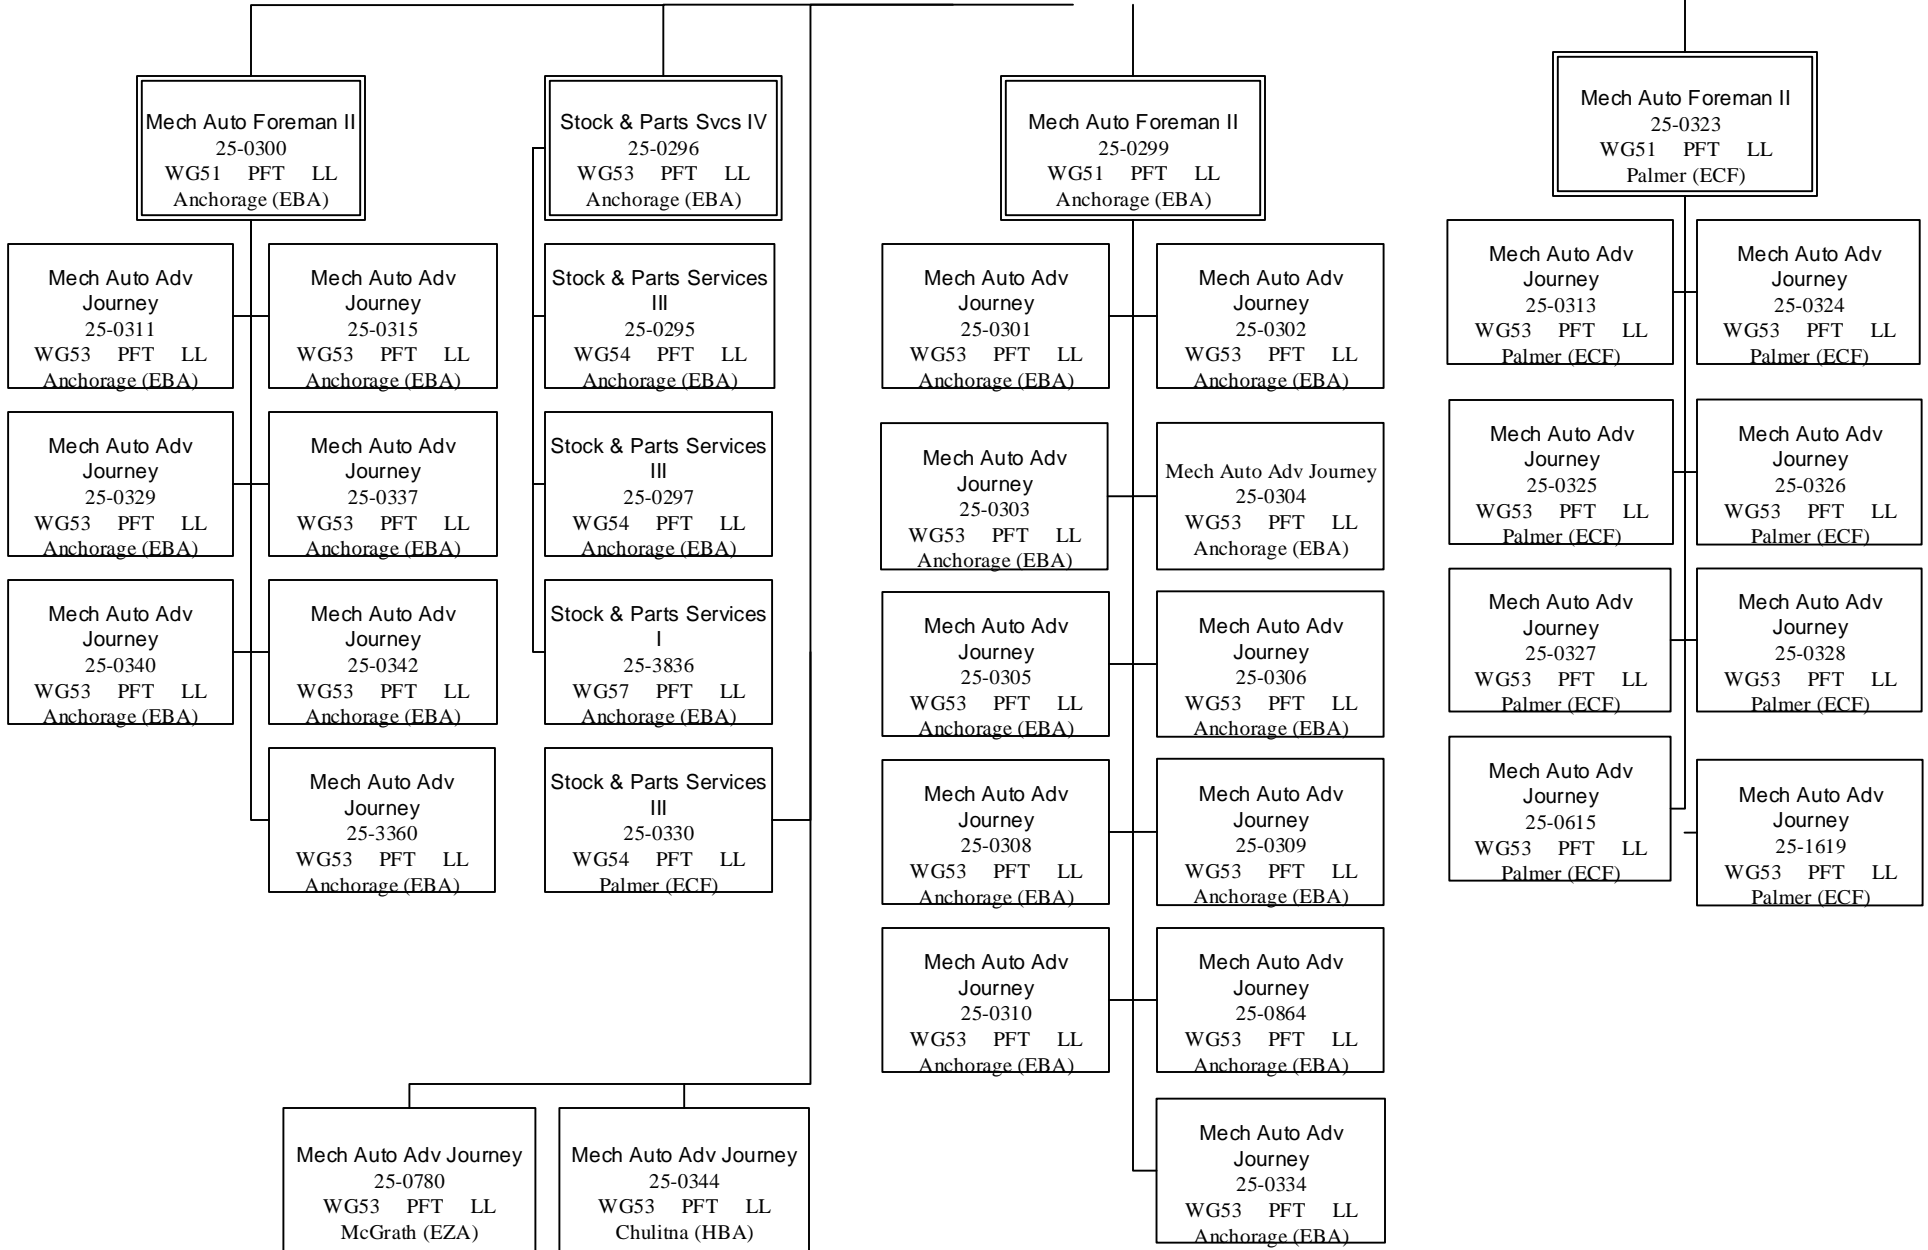 Mech Auto Foreman II
25-0300
WG51 PFT LL
Anchorage (EBA)
Mech Auto Adv
Journey
25-0311
WG53 PFT LL
Anchorage (EBA)
Mech Auto Adv
Journey
25-0315
WG53 PFT LL
Anchorage (EBA)
Mech Auto Adv
Journey
25-0329
WG53 PFT LL
Anchorage (EBA)
Mech Auto Adv
Journey
25-0337
WG53 PFT LL
Anchorage (EBA)
Mech Auto Adv
Journey
25-0340
WG53 PFT LL
Anchorage (EBA)
Mech Auto Adv
Journey
25-0342
WG53 PFT LL
Anchorage (EBA)
Mech Auto Adv
Journey
25-3360
WG53 PFT LL
Anchorage (EBA)
Stock & Parts Svcs IV
25-0296
WG53 PFT LL
Anchorage (EBA)
Stock & Parts Services
III
25-0295
WG54 PFT LL
Anchorage (EBA)
Stock & Parts Services
III
25-0297
WG54 PFT LL
Anchorage (EBA)
Stock & Parts Services
I
25-3836
WG57 PFT LL
Anchorage (EBA)
Stock & Parts Services
III
25-0330
WG54 PFT LL
Palmer (ECF)
Mech Auto Adv Journey
25-0780
WG53 PFT LL
McGrath (EZA)
Mech Auto Adv Journey
25-0344
WG53 PFT LL
Chulitna (HBA)
Mech Auto Foreman II
25-0299
WG51 PFT LL
Anchorage (EBA)
Mech Auto Adv
Journey
25-0301
WG53 PFT LL
Anchorage (EBA)
Mech Auto Adv
Journey
25-0302
WG53 PFT LL
Anchorage (EBA)
Mech Auto Adv
Journey
25-0303
WG53 PFT LL
Anchorage (EBA)
Mech Auto Adv Journey
25-0304
WG53 PFT LL
Anchorage (EBA)
Mech Auto Adv
Journey
25-0305
WG53 PFT LL
Anchorage (EBA)
Mech Auto Adv
Journey
25-0306
WG53 PFT LL
Anchorage (EBA)
Mech Auto Adv
Journey
25-0308
WG53 PFT LL
Anchorage (EBA)
Mech Auto Adv
Journey
25-0309
WG53 PFT LL
Anchorage (EBA)
Mech Auto Adv
Journey
25-0310
WG53 PFT LL
Anchorage (EBA)
Mech Auto Adv
Journey
25-0864
WG53 PFT LL
Anchorage (EBA)
Mech Auto Adv
Journey
25-0334
WG53 PFT LL
Anchorage (EBA)
Mech Auto Foreman II
25-0323
WG51 PFT LL
Palmer (ECF)
Mech Auto Adv
Journey
25-0313
WG53 PFT LL
Palmer (ECF)
Mech Auto Adv
Journey
25-0324
WG53 PFT LL
Palmer (ECF)
Mech Auto Adv
Journey
25-0325
WG53 PFT LL
Palmer (ECF)
Mech Auto Adv
Journey
25-0326
WG53 PFT LL
Palmer (ECF)
Mech Auto Adv
Journey
25-0327
WG53 PFT LL
Palmer (ECF)
Mech Auto Adv
Journey
25-0328
WG53 PFT LL
Palmer (ECF)
Mech Auto Adv
Journey
25-0615
WG53 PFT LL
Palmer (ECF)
Mech Auto Adv
Journey
25-1619
WG53 PFT LL
Palmer (ECF)